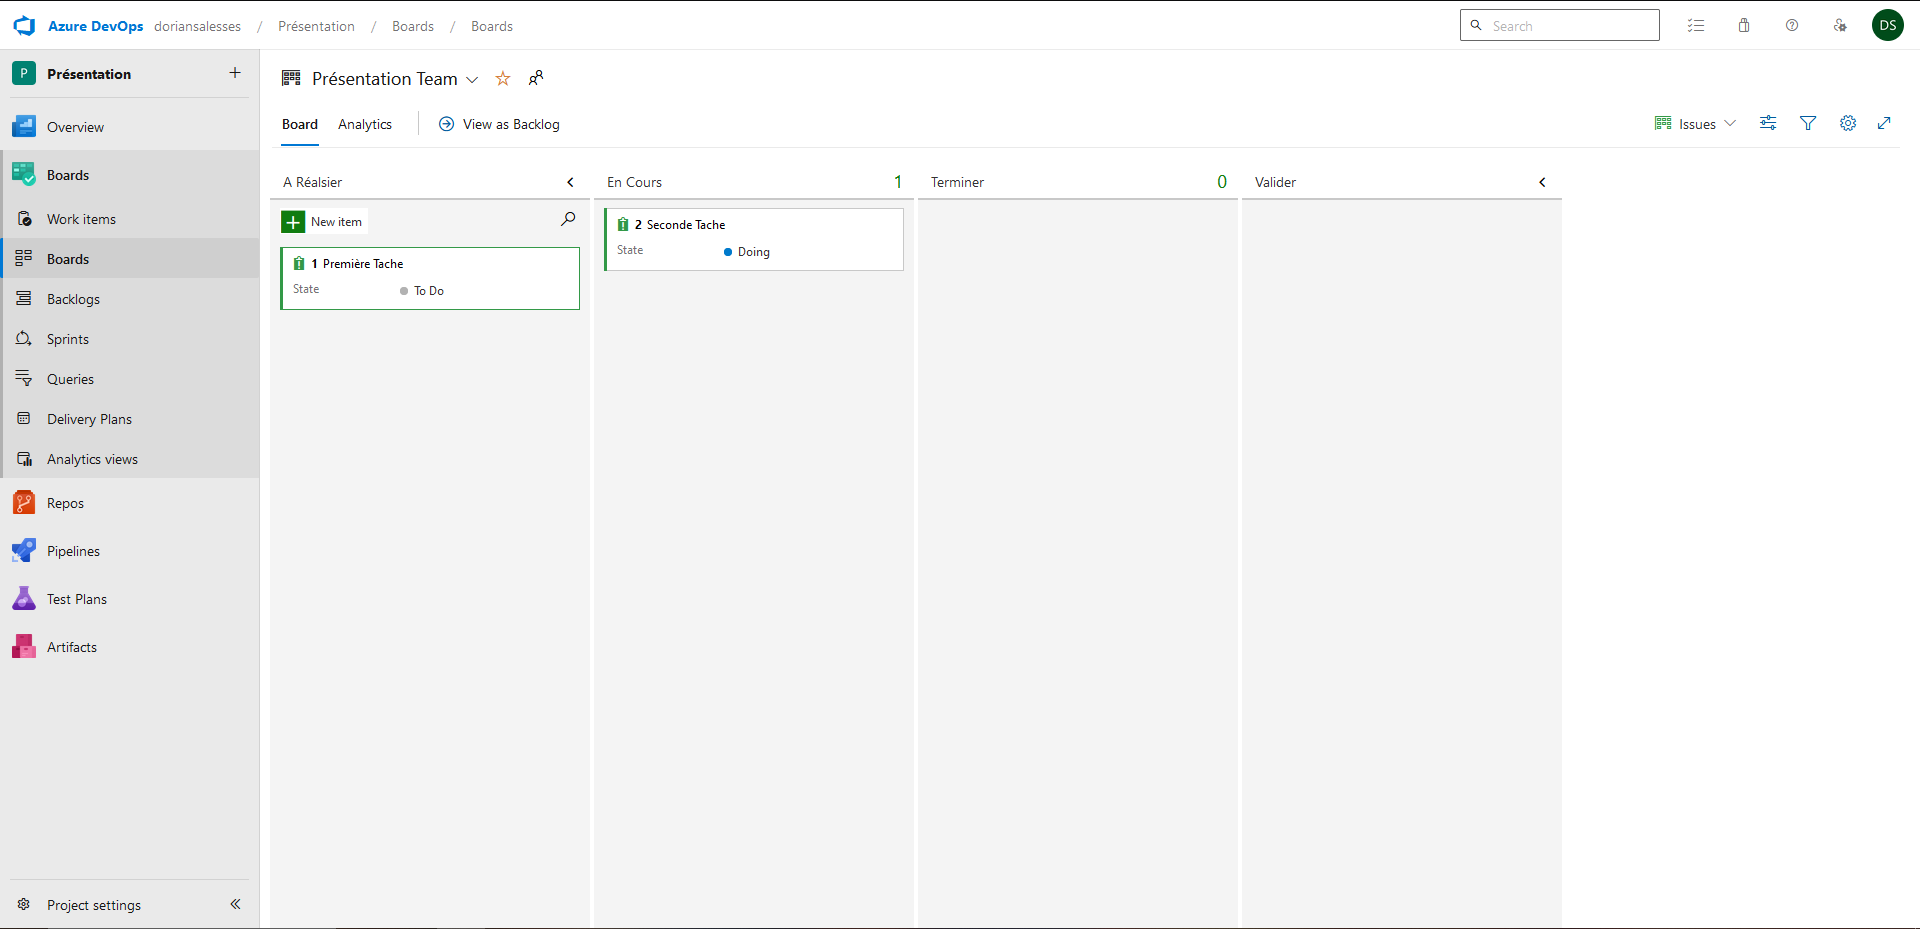 Azure DevOps doriansalesses / Présentation / Boards / Boards
Search
DS
P Présentation
Overview
Boards
Work items
Boards
Backlogs
Sprints
Queries
Delivery Plans
Analytics views
Repos
Pipelines
Test Plans
Artifacts
Project settings
Présentation Team
Board Analytics View as Backlog
Issues
A Réalsier
New item
1 Première Tache
State To Do
En Cours 1
2 Seconde Tache
State Doing
Terminer 0
Valider